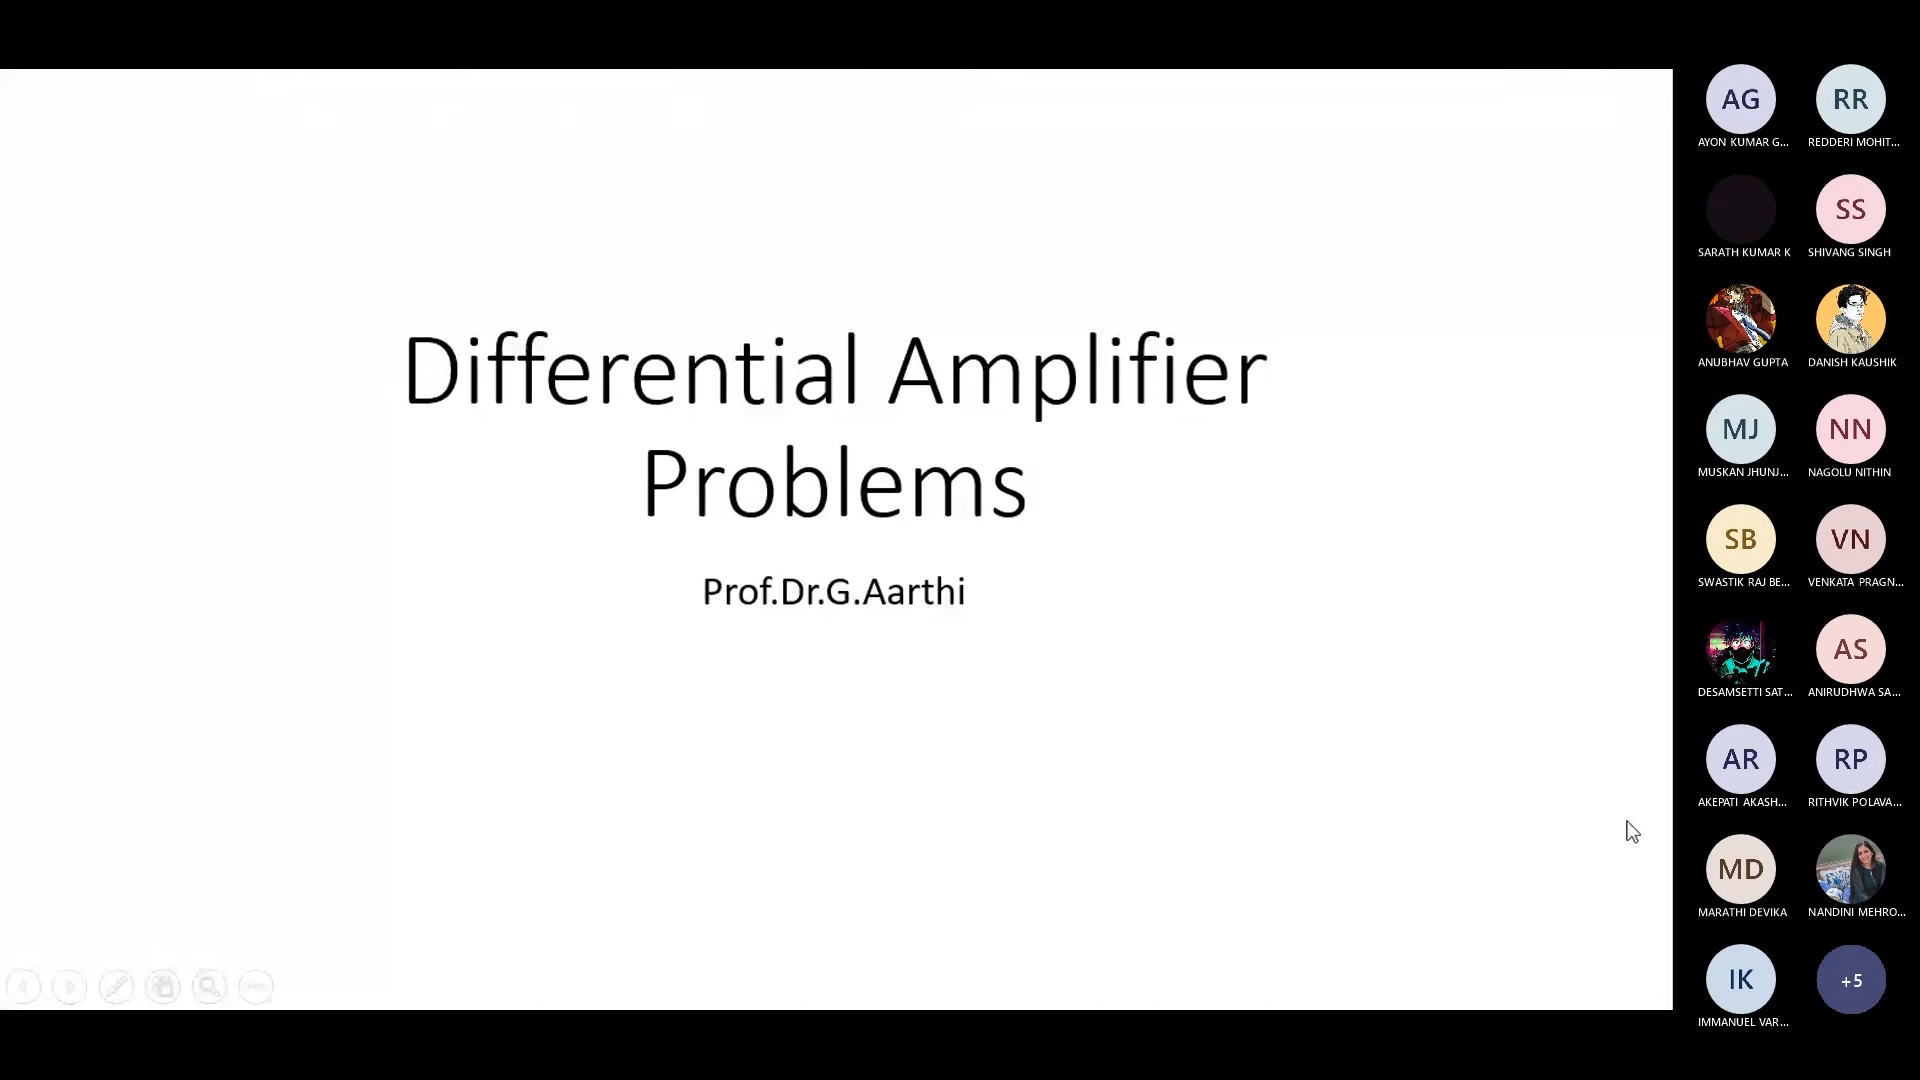 Differential Amplifier
Problems
Prof.Dr.G.Aarthi
AG
AYON KUMAR G...
RR
REDDERI MOHIT...
SARATH KUMAR K
SS
SHIVANG SINGH
ANUBHAV GUPTA
DANISH KAUSHIK
MJ
MUSKAN JHUNJ...
NN
NAGOLU NITHIN
SB
SWASTIK RAJ BE...
VN
VENKATA PRAGN...
DESAMSETTI SAT...
AS
ANIRUDHWA SA...
AR
AKEPATI AKASH...
RP
RITHVIK POLAVA...
MD
MARATHI DEVIKA
NANDINI MEHRO...
IK
IMMANUEL VAR...
+5